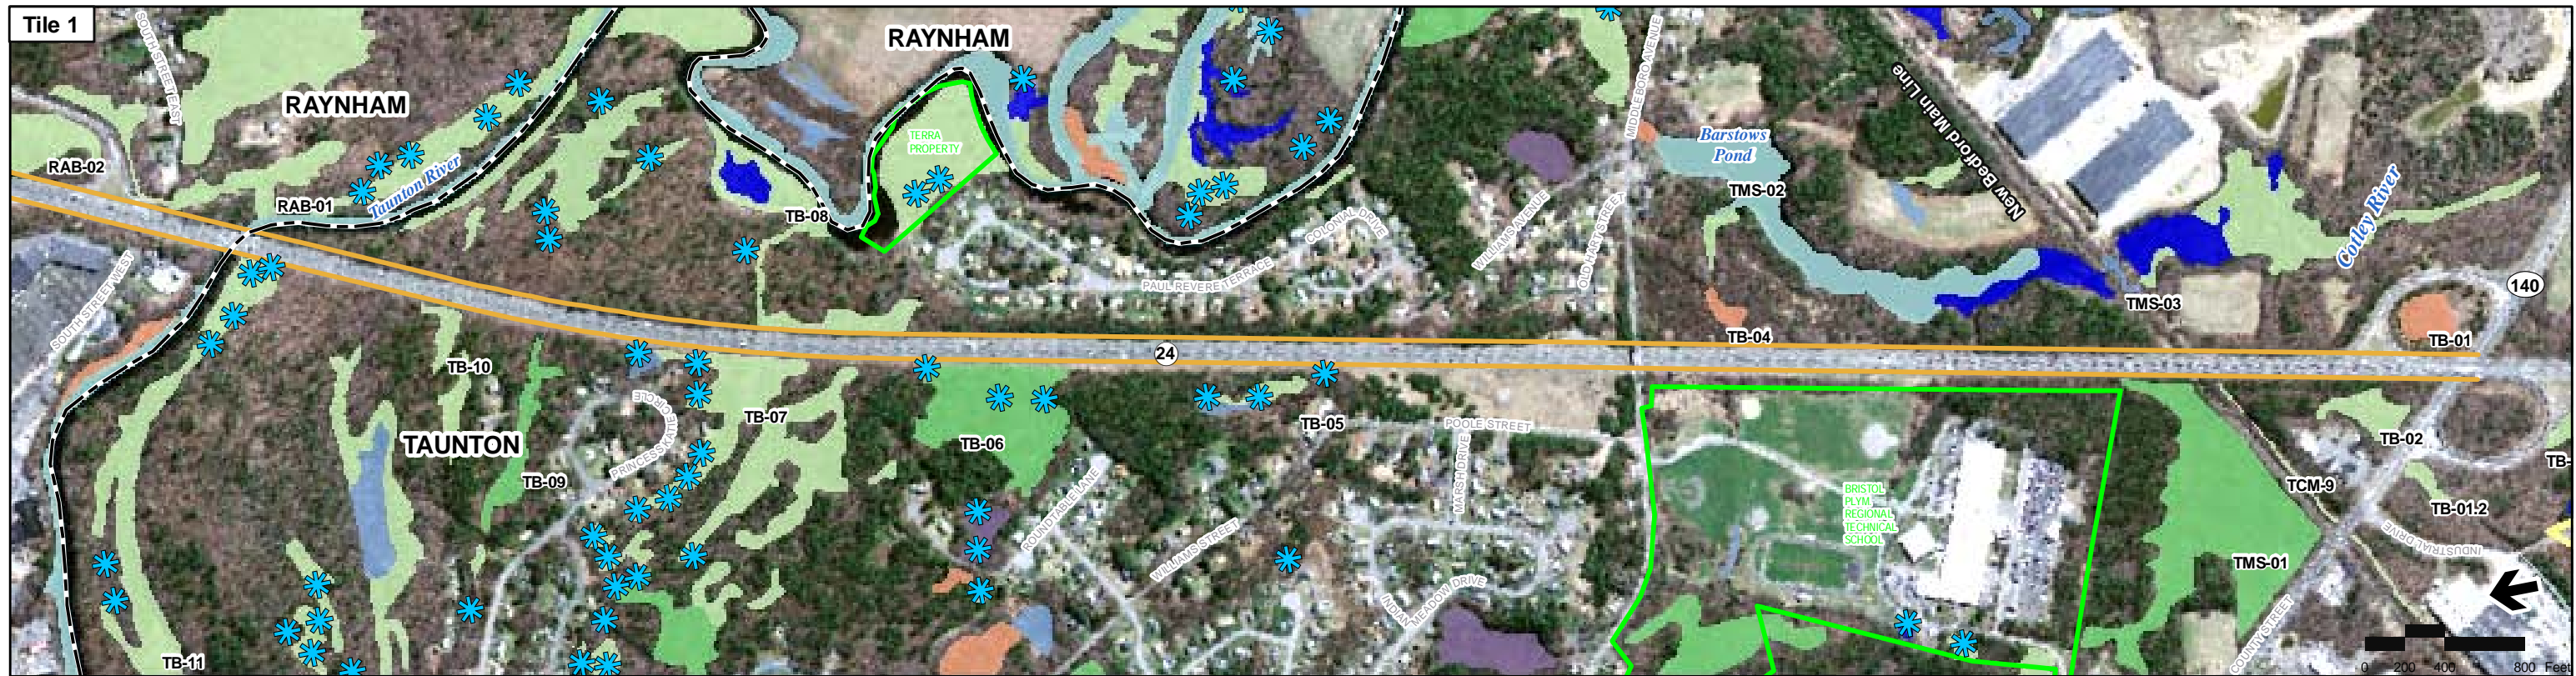 Tile 1
SOUTH STREET EAST
RAYNHAM
RAYNHAM
TERRA
PROPERTY
MIDDLEBORO AVENUE
New Bedford Main Line
Barstows
Pond
RAB-02
RAB-01
Taunton River
TB-08
COLONIAL DRIVE
WILLIAMS AVENUE
OLD HART STREET
TMS-02
Cotley River
SOUTH STREET WEST
PAUL REVERE TERRACE
TMS-03
140
TB-04
TB-01
24
TB-10
TAUNTON
PRINCESS KATIE CIRCLE
TB-07
TB-06
TB-05
POOLE STREET
MARSH DRIVE
TB-02
TB-
TB-09
ROUNDTABLE LANE
WILLIAMS STREET
BRISTOL
PLYM
REGIONAL
TECHNICAL
SCHOOL
TCM-9
TB-01.2
INDUSTRIAL DRIVE
INDIAN MEADOW DRIVE
TMS-01
COUNTY STREET
TB-11
0 200 400 800 Feet